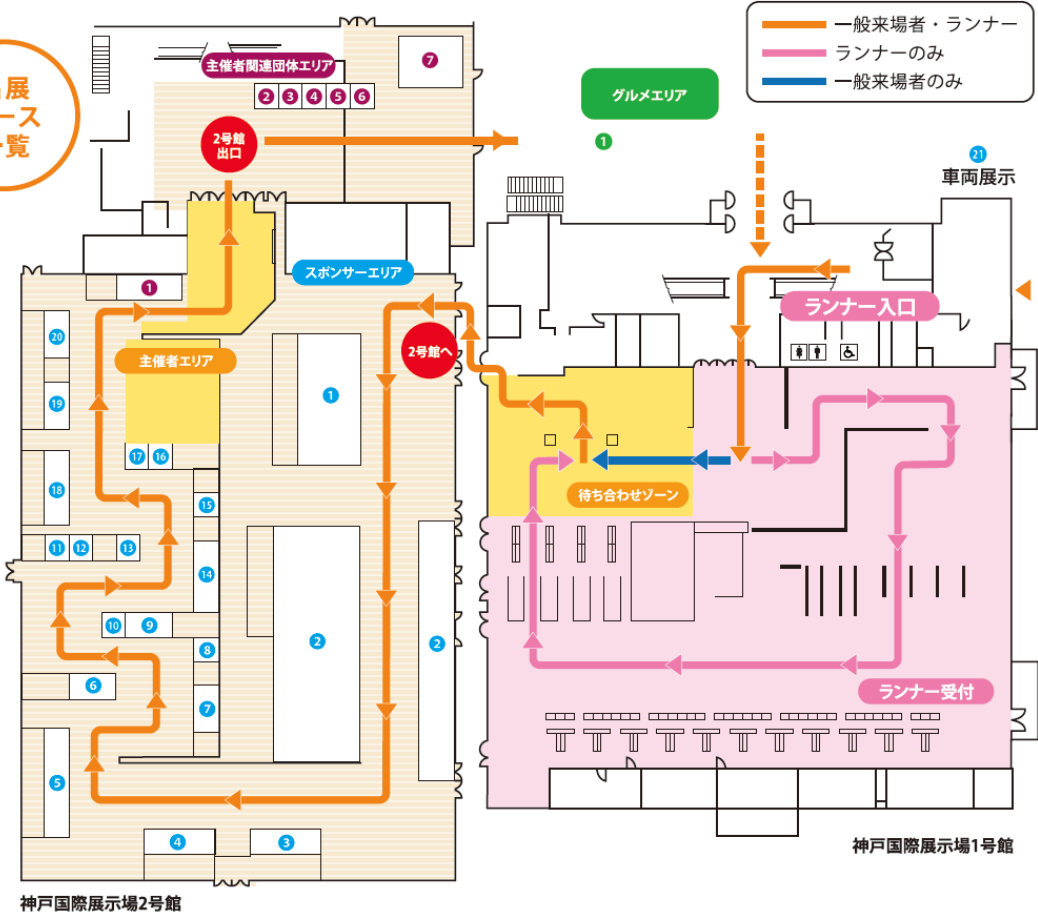 展
ース
覧
一般来場者・ランナー
ランナーのみ
一般来場者のみ
主催者関連団体エリア
2 3 4 5 6
7
グルメエリア
1
2号館
出口
21
車両展示
スポンサーエリア
1
ランナー入口
20
主催者エリア
2号館へ
19
1
17 16
待ち合わせゾーン
18
15
11 12 13
14
10 9
8
2
2
6
7
ランナー受付
5
4
3
神戸国際展示場1号館
神戸国際展示場2号館